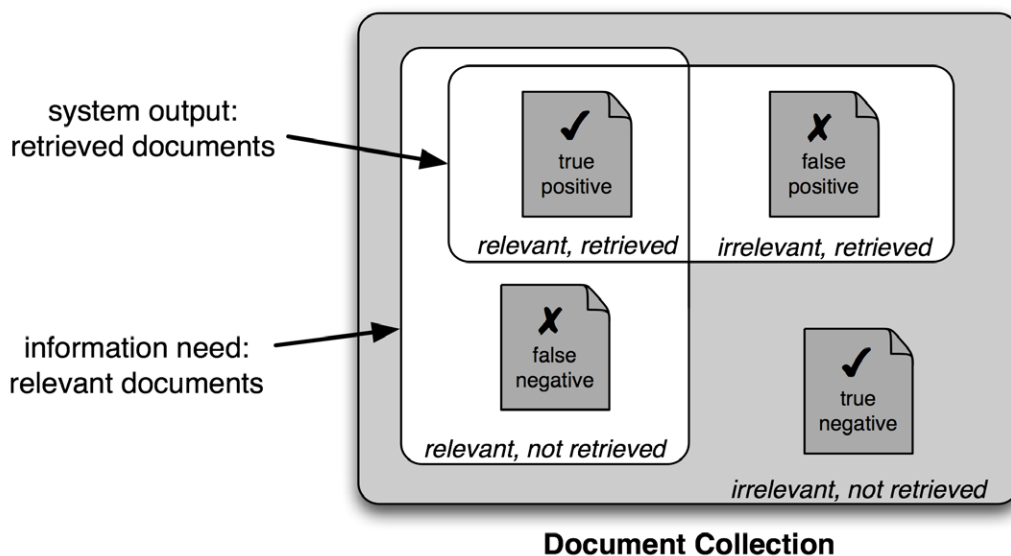 system output:
retrieved documents
✓
true
positive
relevant, retrieved
✗
false
positive
irrelevant, retrieved
information need:
relevant documents
✗
false
negative
relevant, not retrieved
✓
true
negative
irrelevant, not retrieved
Document Collection